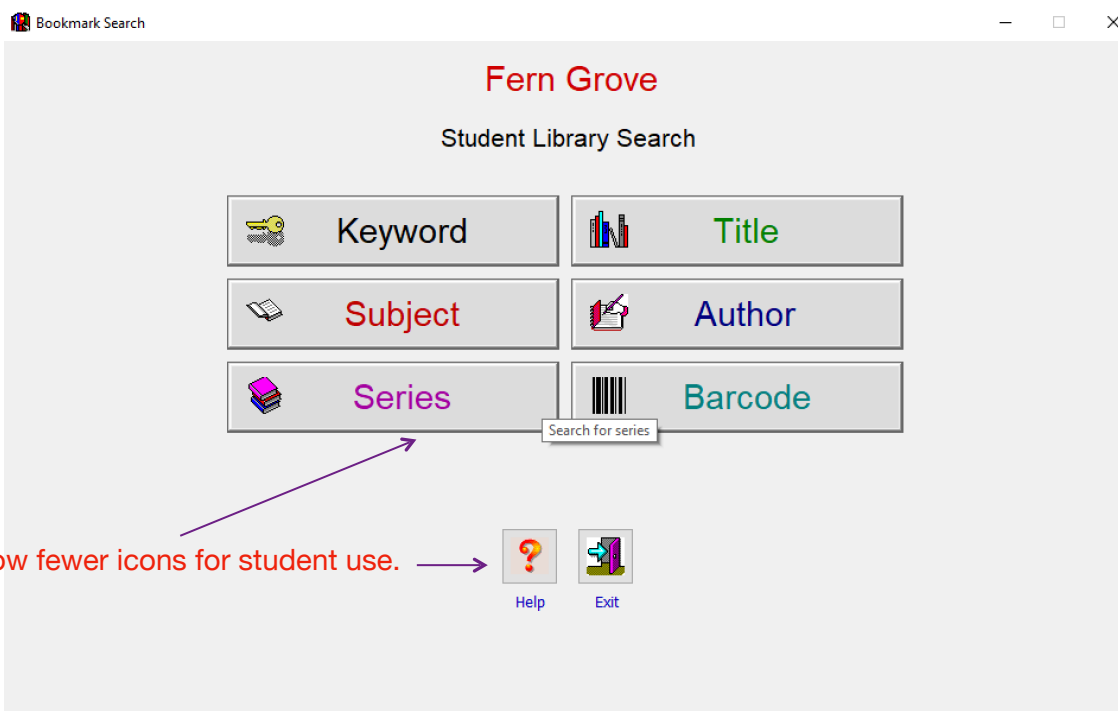 Bookmark Search
Fern Grove
Student Library Search
Keyword
Title
Subject
Author
Series
Barcode
Search for series
ow fewer icons for student use.
Help
Exit